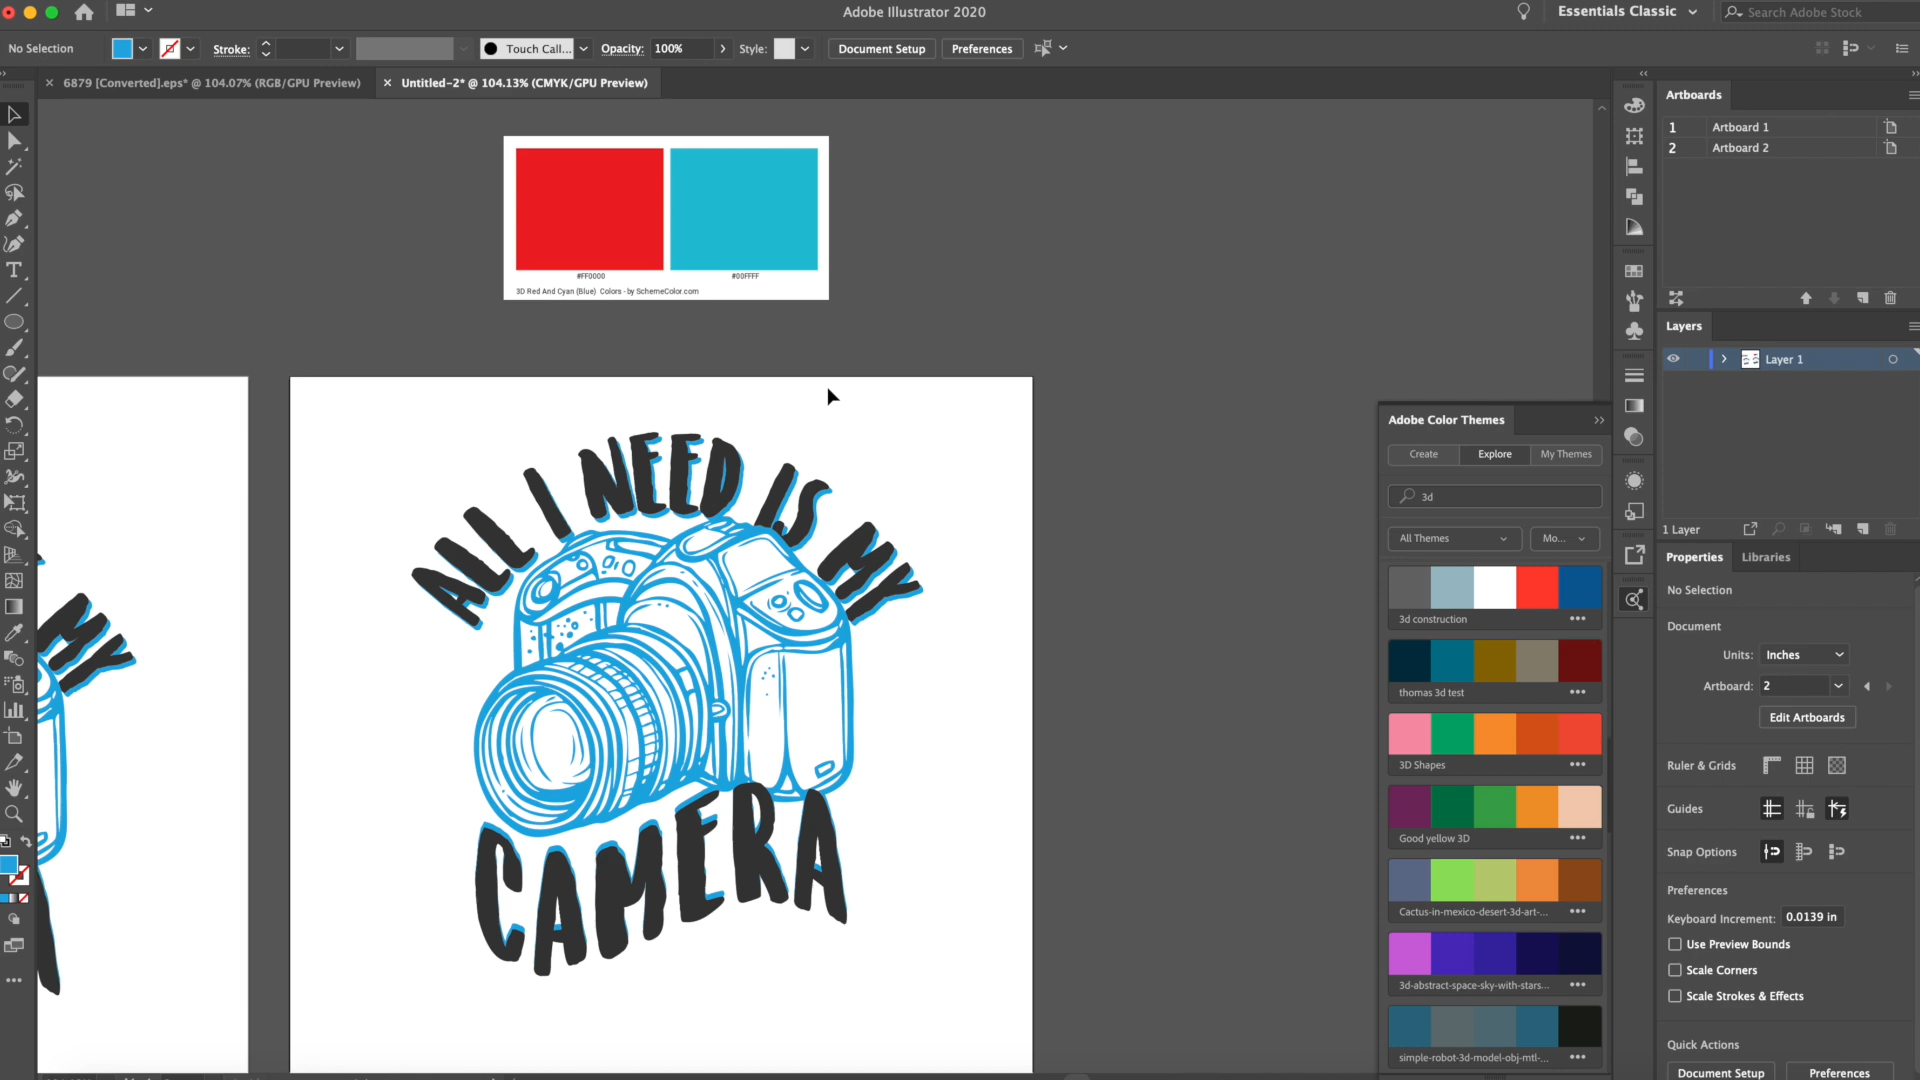 Adobe Illustrator 2020
Essentials Classic
Search Adobe Stock
No Selection
Stroke:
Touch Call...
Opacity:
100%
Style:
Document Setup
Preferences
6879 [Converted].eps* @ 104.07% (RGB/GPU Preview)
Untitled-2* @ 104.13% (CMYK/GPU Preview)
#FF0000
#00FFFF
3D Red And Cyan (Blue) Colors - by SchemeColor.com
MY
ALL I NEED IS MY
CAMERA
Adobe Color Themes
Create
Explore
My Themes
3d
All Themes
Mo...
3d construction
thomas 3d test
3D Shapes
Good yellow 3D
Cactus-in-mexico-desert-3d-art-...
3d-abstract-space-sky-with-stars...
simple-robot-3d-model-obj-mtl-...
Artboards
1 Artboard 1
2 Artboard 2
Layers
Layer 1
1 Layer
Properties
Libraries
No Selection
Document
Units: Inches
Artboard: 2
Edit Artboards
Ruler & Grids
Guides
Snap Options
Preferences
Keyboard Increment: 0.0139 in
Use Preview Bounds
Scale Corners
Scale Strokes & Effects
Quick Actions
Document Setup
Preferences